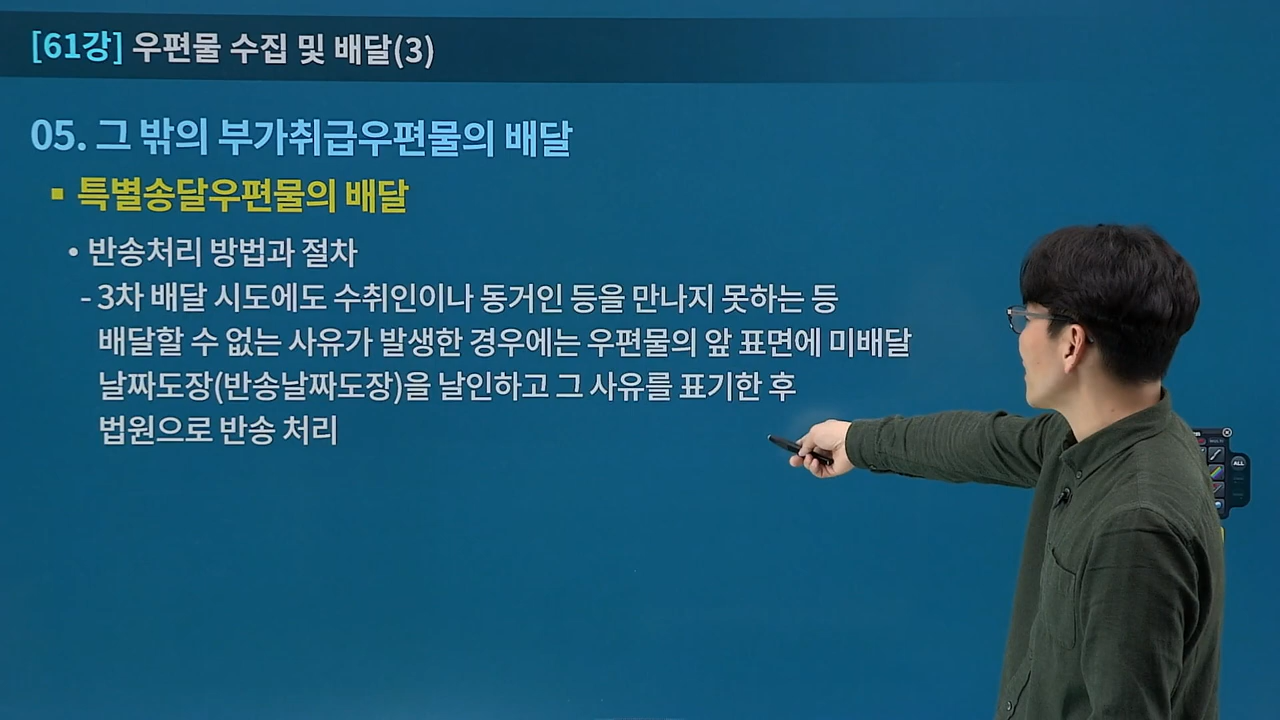 [61강] 우편물 수집 및 배달(3)
05. 그 밖의 부가취급우편물의 배달
▪ 특별송달우편물의 배달
• 반송처리 방법과 절차
- 3차 배달 시도에도 수취인이나 동거인 등을 만나지 못하는 등
배달할 수 없는 사유가 발생한 경우에는 우편물의 앞 표면에 미배달
날짜도장(반송날짜도장)을 날인하고 그 사유를 표기한 후
법원으로 반송 처리
ALL